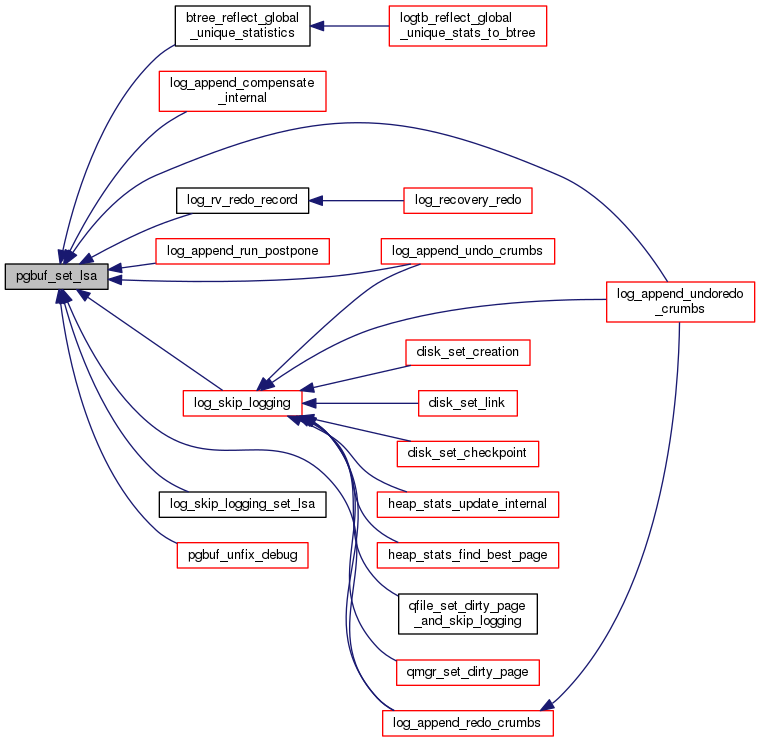 btree_reflect_global
_unique_statistics
logtb_reflect_global
_unique_stats_to_btree
log_append_compensate
_internal
log_rv_redo_record
log_recovery_redo
log_append_run_postpone
log_append_undo_crumbs
pgbuf_set_lsa
log_append_undoredo
_crumbs
disk_set_creation
log_skip_logging
disk_set_link
disk_set_checkpoint
log_skip_logging_set_lsa
heap_stats_update_internal
pgbuf_unfix_debug
heap_stats_find_best_page
qfile_set_dirty_page
_and_skip_logging
qmgr_set_dirty_page
log_append_redo_crumbs